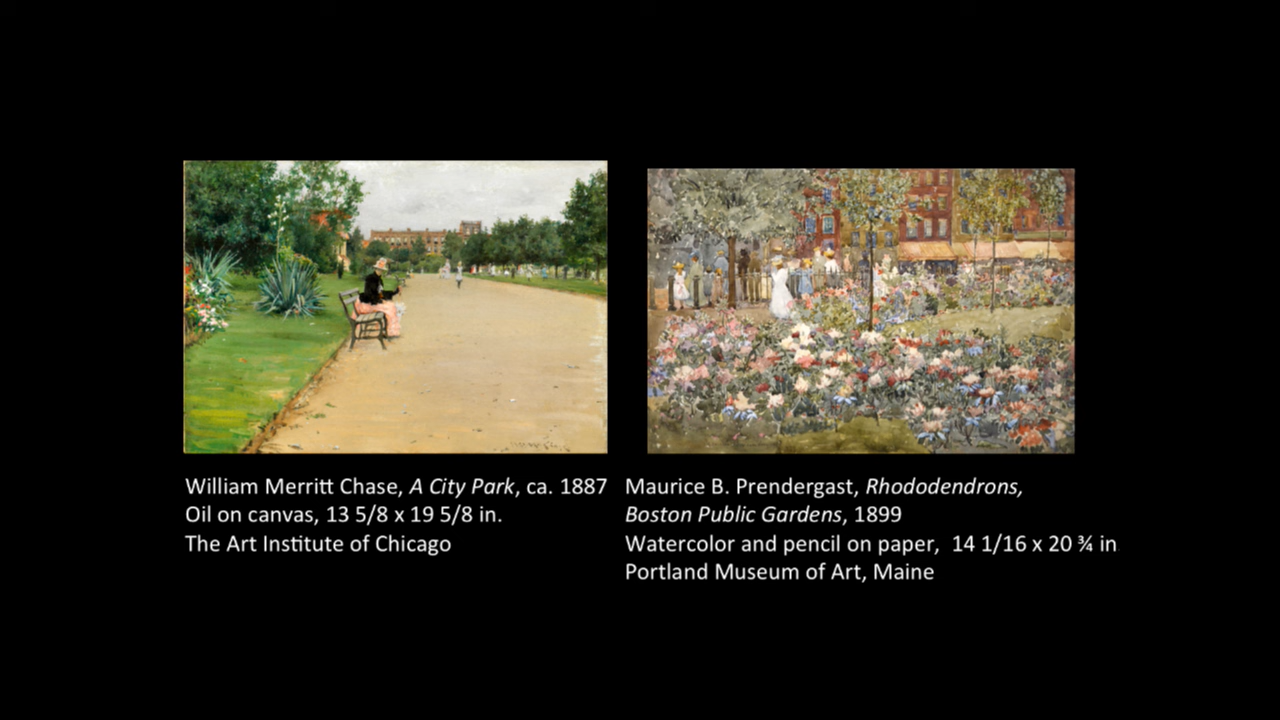 William Merritt Chase, A City Park, ca. 1887
Oil on canvas, 13 5/8 x 19 5/8 in.
The Art Institute of Chicago
Maurice B. Prendergast, Rhododendrons,
Boston Public Gardens, 1899
Watercolor and pencil on paper,  14 1/16 x 20 ¾ in
Portland Museum of Art, Maine